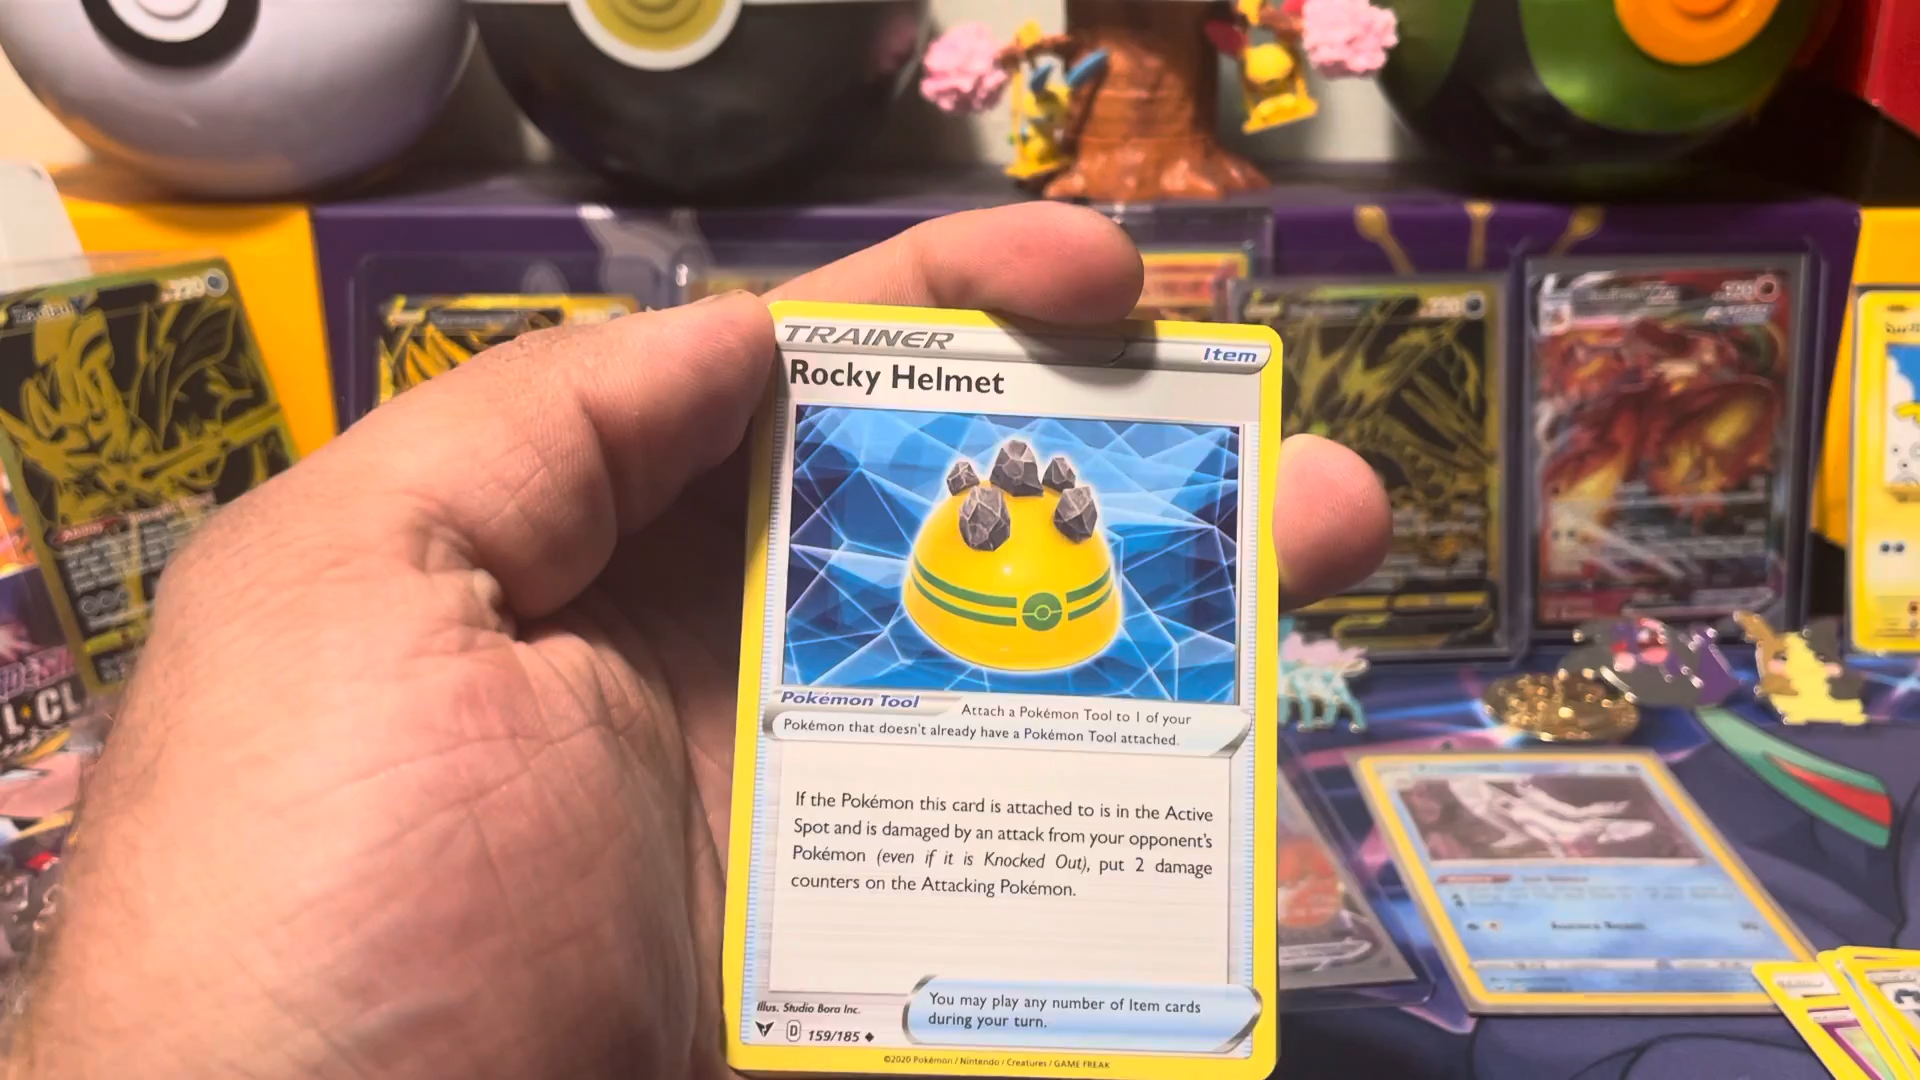 TRAINER
Item
Rocky Helmet
Pokémon Tool
Attach a Pokémon Tool to 1 of your
Pokémon that doesn't already have a Pokémon Tool attached.
If the Pokémon this card is attached to is in the Active
Spot and is damaged by an attack from your opponent's
Pokémon (even if it is Knocked Out), put 2 damage
counters on the Attacking Pokémon.
You may play any number of Item cards
during your turn.
Illus. Studio Bora Inc.
D 159/185
©2020 Pokémon / Nintendo / Creatures / GAME FREAK
220
320